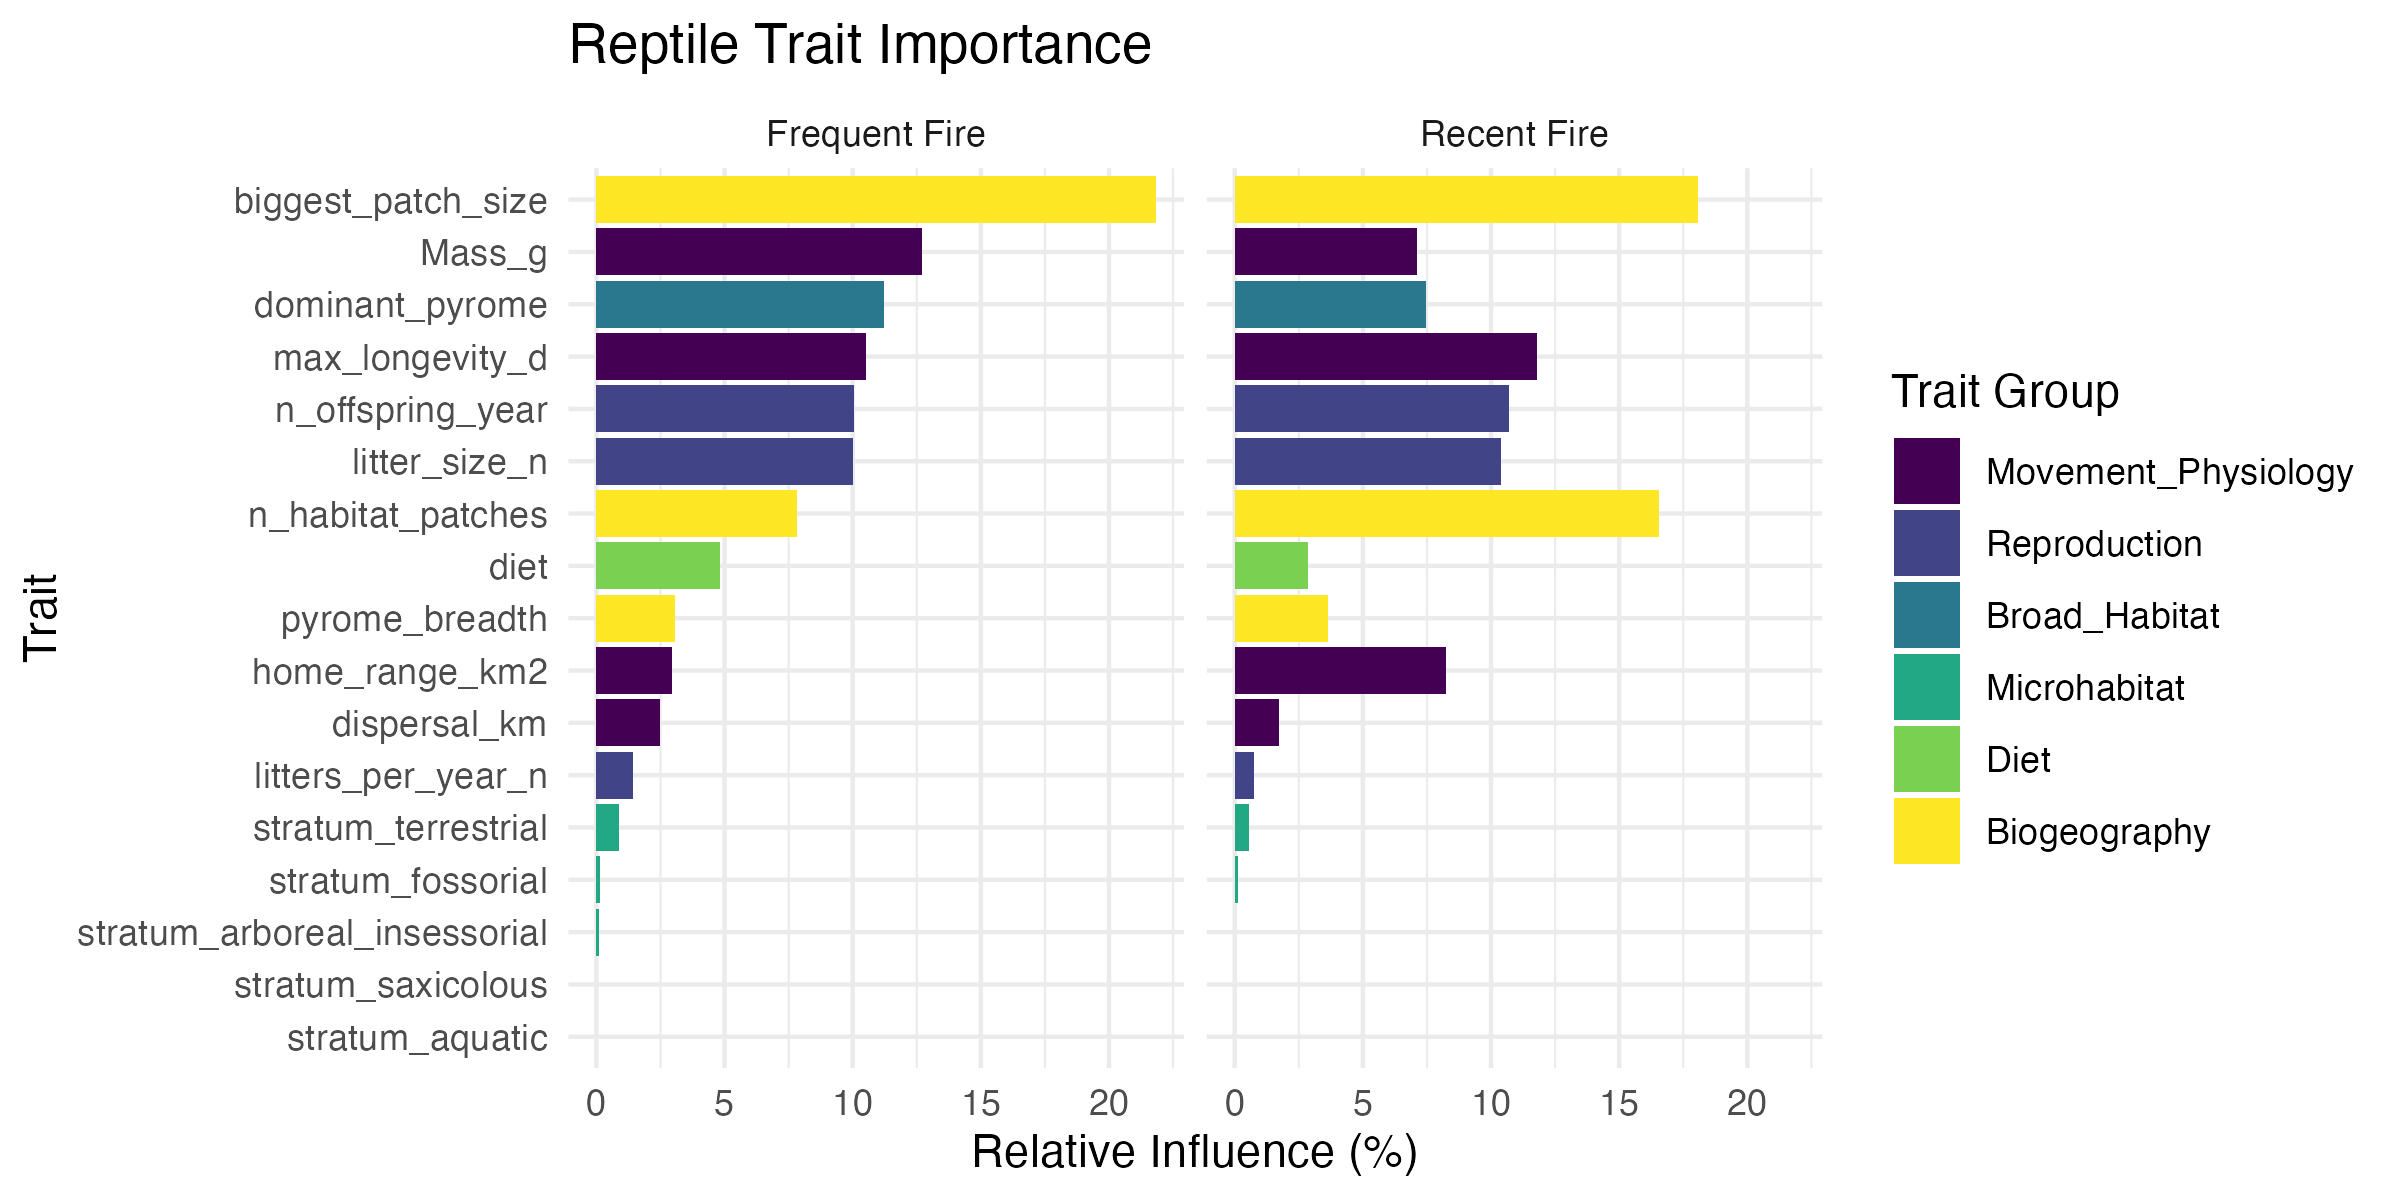 Reptile Trait Importance
Frequent Fire
Recent Fire
Trait
biggest_patch_size
Mass_g
dominant_pyrome
max_longevity_d
n_offspring_year
litter_size_n
n_habitat_patches
diet
pyrome_breadth
home_range_km2
dispersal_km
litters_per_year_n
stratum_terrestrial
stratum_fossorial
stratum_arboreal_insessorial
stratum_saxicolous
stratum_aquatic
0 5 10 15 20
0 5 10 15 20
Relative Influence (%)
Trait Group
Movement_Physiology
Reproduction
Broad_Habitat
Microhabitat
Diet
Biogeography